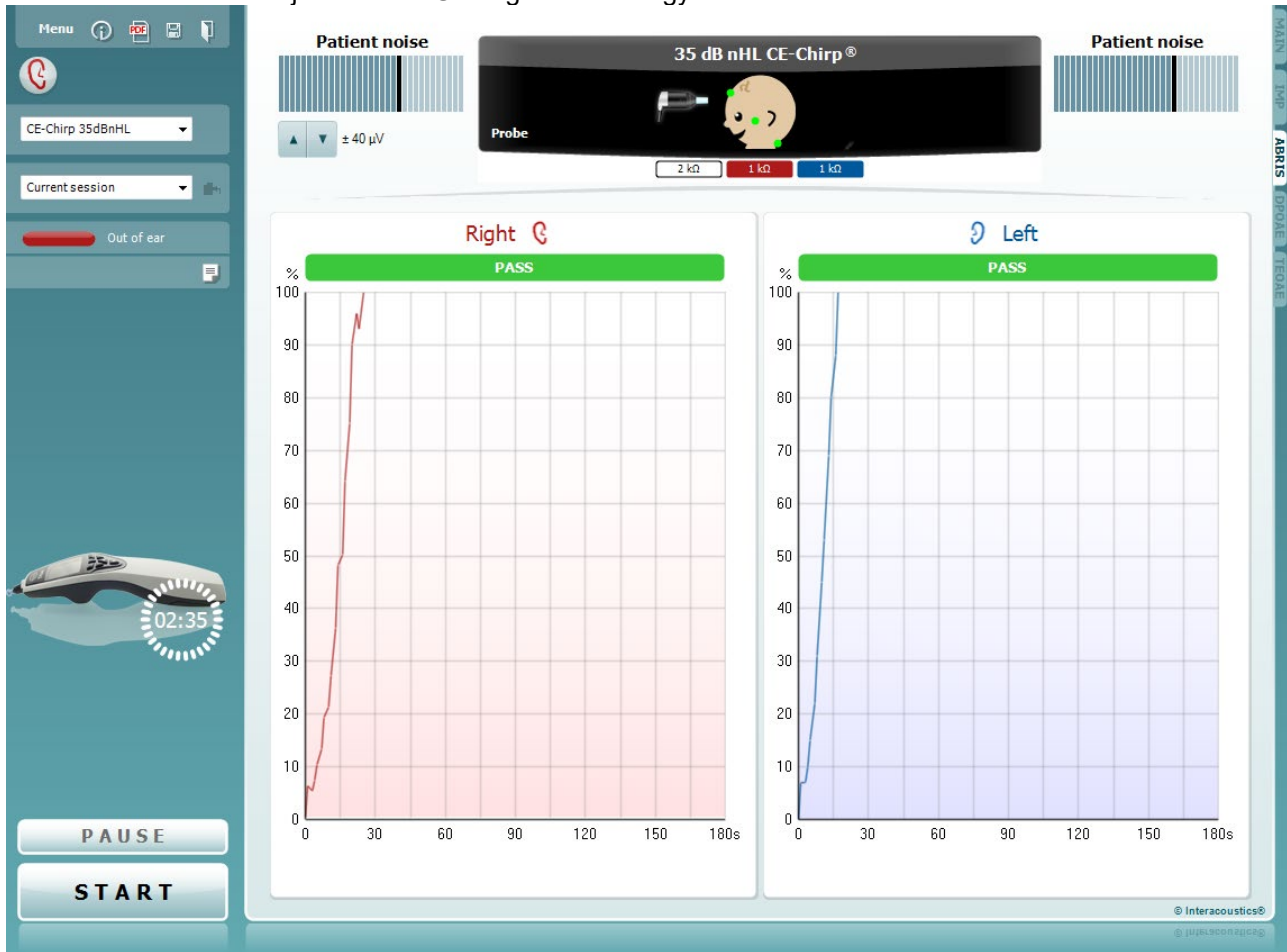 Menu
PDF
CE-Chirp 35dBnHL
Current session
Out of ear
02:35
PAUSE
START
Patient noise
± 40 µV
35 dB nHL CE-Chirp®
Probe
2 kΩ 1 kΩ 1 kΩ
Patient noise
Right
PASS
%
100
90
80
70
60
50
40
30
20
10
0
0 30 60 90 120 150 180s
Left
PASS
%
100
90
80
70
60
50
40
30
20
10
0
0 30 60 90 120 150 180s
MAIN
IMP
ABRIS
DPOAE
TEOAE
© Interacoustics®